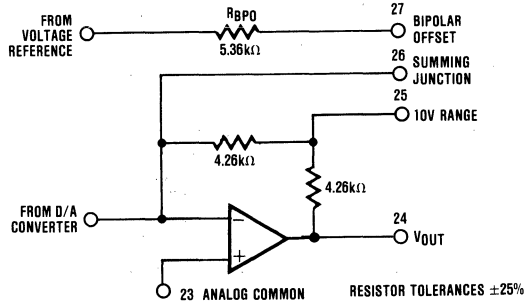 FROM
VOLTAGE
REFERENCE
RBPO
5.36kΩ
27
BIPOLAR
OFFSET
26
SUMMING
JUNCTION
25
10V RANGE
4.26kΩ
4.26kΩ
FROM D/A
CONVERTER
−
+
24
VOUT
23 ANALOG COMMON
RESISTOR TOLERANCES ±25%